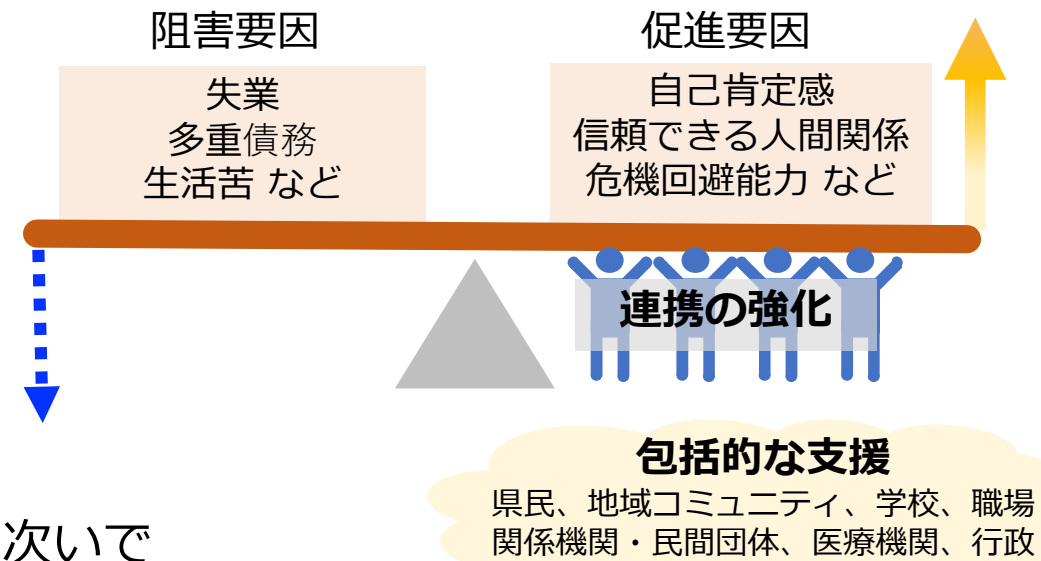 阻害要因
失業
多重債務
生活苦 など
促進要因
自己肯定感
信頼できる人間関係
危機回避能力 など
連携の強化
包括的な支援
県民、地域コミュニティ、学校、職場
関係機関・民間団体、医療機関、行政
次いで